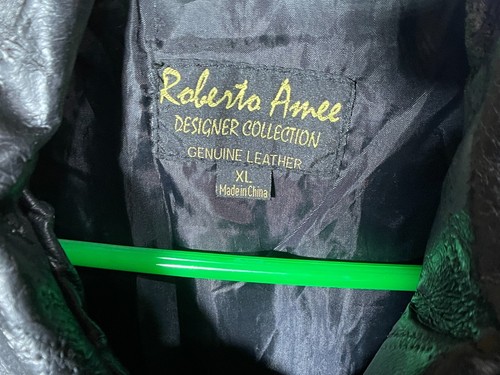 Roberto Amee
DESIGNER COLLECTION
GENUINE LEATHER
XL
Made in China